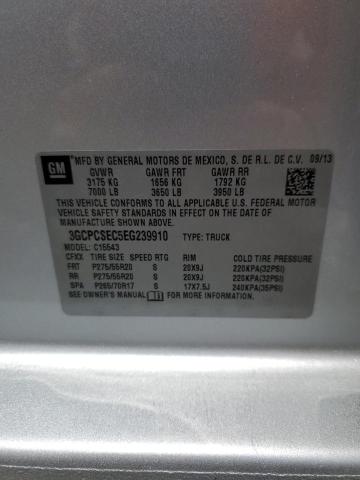 GM
MFD BY GENERAL MOTORS DE MEXICO, S. DE R.L. DE C.V. 09/13
GVWR GAWR FRT GAWR RR
3175 KG 1656 KG 1792 KG
7000 LB 3650 LB 3950 LB
THIS VEHICLE CONFORMS TO ALL APPLICABLE U.S. FEDERAL MOTOR
VEHICLE SAFETY AND THEFT PREVENTION STANDARDS IN
EFFECT ON THE DATE OF MANUFACTURE SHOWN ABOVE.
3GCPCSEC5EG239910 TYPE: TRUCK
MODEL: C15543
CFXX TIRE SIZE SPEED RTG RIM COLD TIRE PRESSURE
FRT P275/55R20 S 20X9J 220KPA(32PSI)
RR P275/55R20 S 20X9J 220KPA(32PSI)
SPA P265/70R17 S 17X7.5J 240KPA(35PSI)
SEE OWNER'S MANUAL FOR MORE INFORMATION